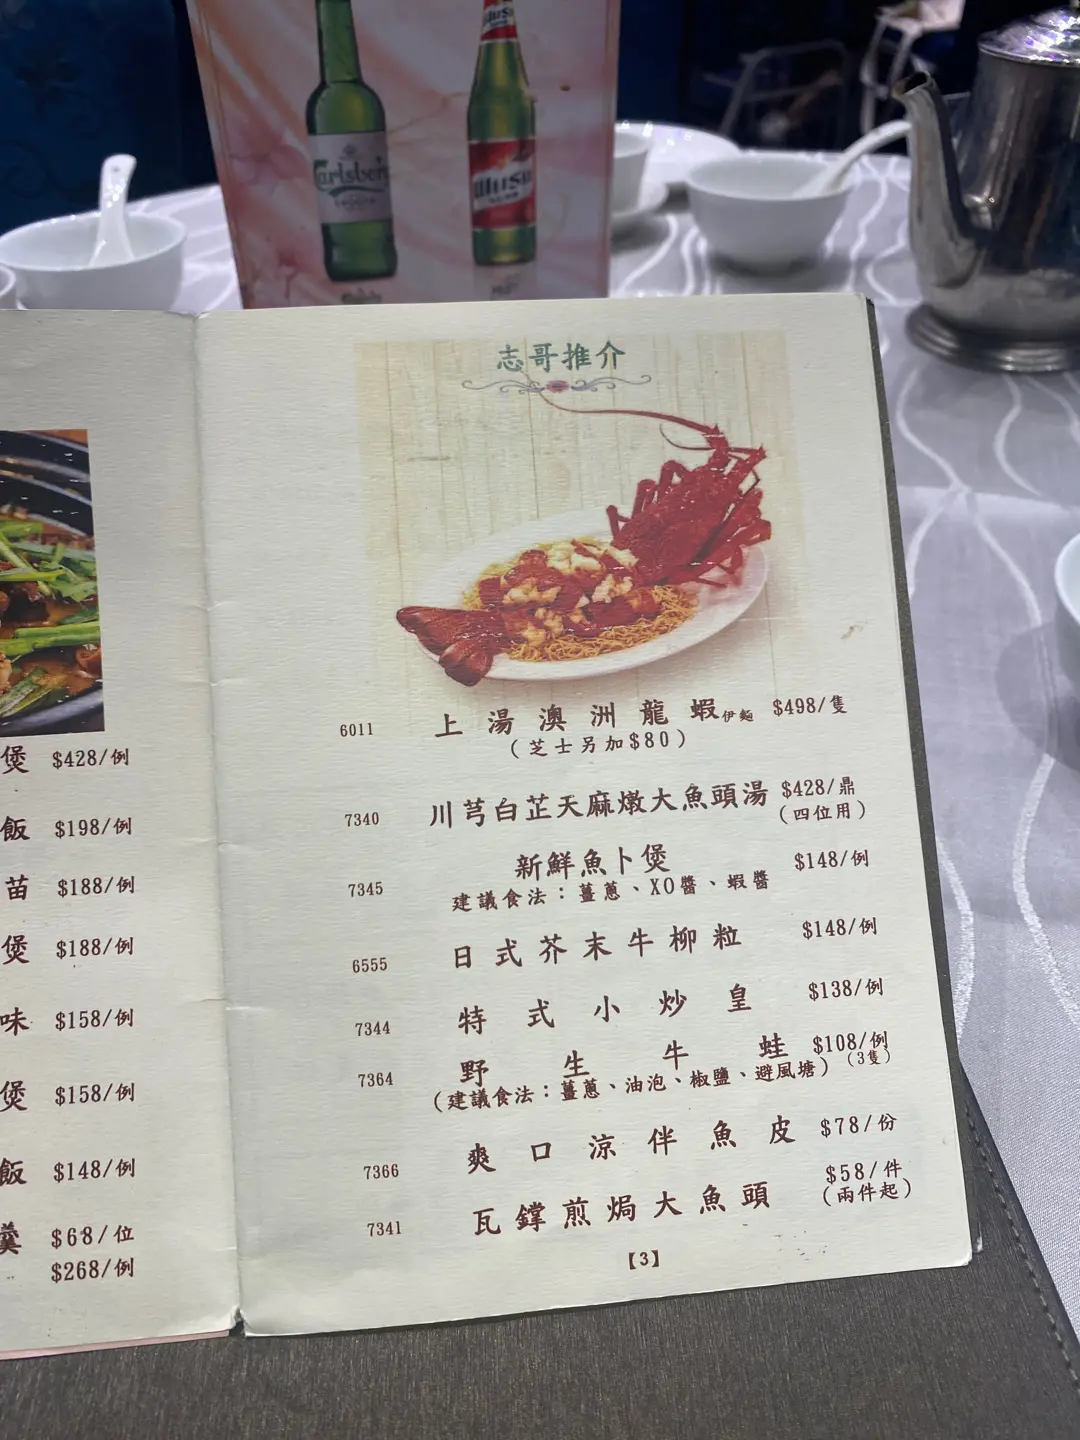 Carlsberg
SMOOTH
WUSU
志哥推介
6011 上湯澳洲龍蝦伊麵 $498/隻
(芝士另加$80)
7340 川芎白芷天麻燉大魚頭湯 $428/鼎
(四位用)
7345 新鮮魚卜煲 $148/例
建議食法：薑蔥、XO醬、蝦醬
6555 日式芥末牛柳粒 $148/例
7344 特式小炒皇 $138/例
7364 野生牛蛙 $108/例
(建議食法：薑蔥、油泡、椒鹽、避風塘) (3隻)
7366 爽口涼伴魚皮 $78/份
7341 瓦鐣煎焗大魚頭 $58/件
(兩件起)
【3】
煲 $428/例
飯 $198/例
苗 $188/例
煲 $188/例
味 $158/例
煲 $158/例
飯 $148/例
羹 $68/位
$268/例